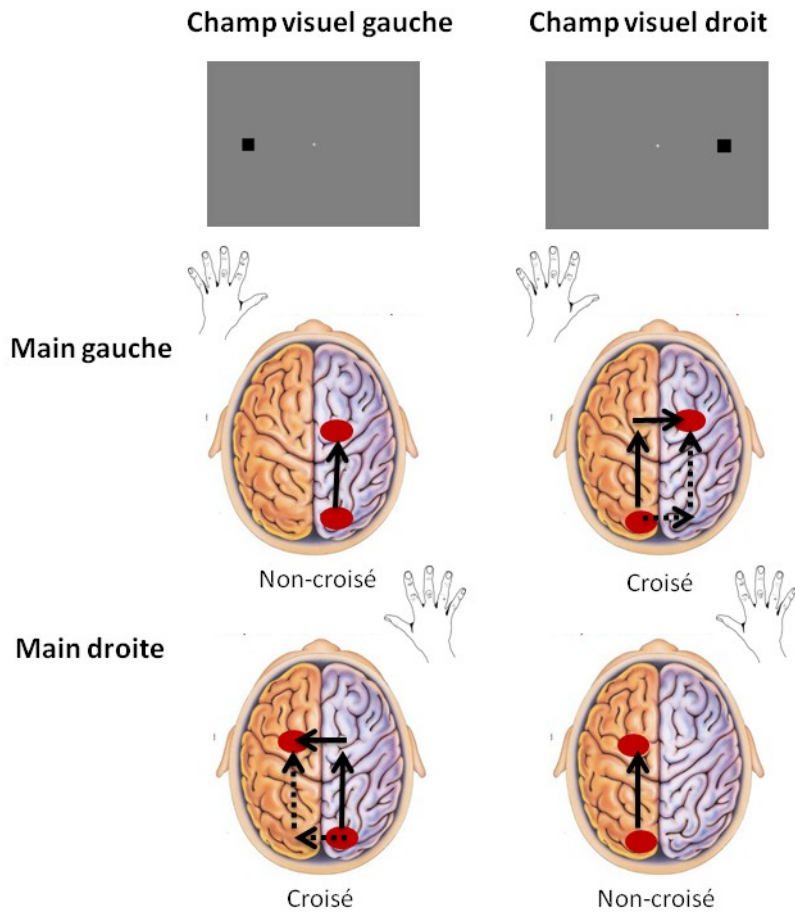 Champ visuel gauche
Champ visuel droit
Main gauche
Non-croisé
Croisé
Main droite
Croisé
Non-croisé